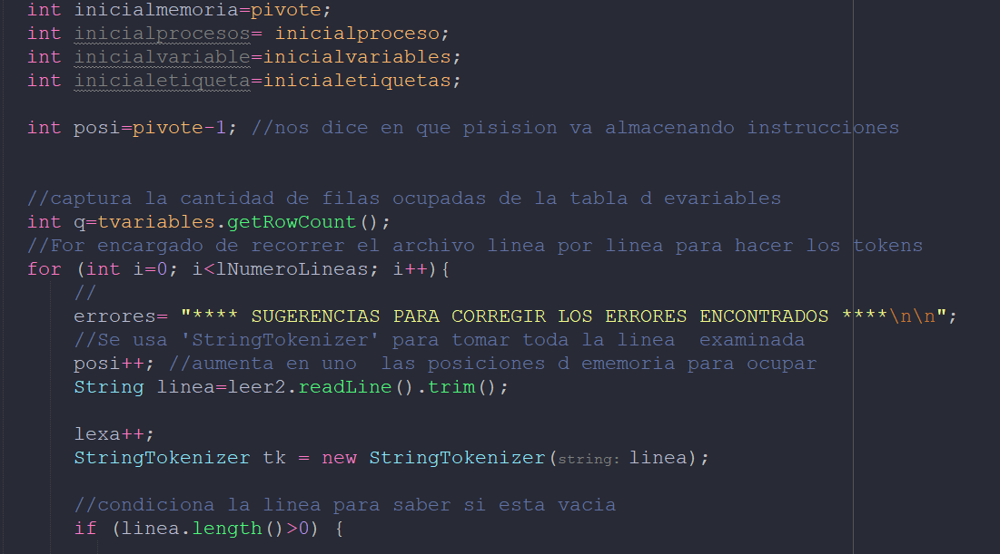 int inicialmemoria=pivote;
int inicialprocesos= inicialproceso;
int inicialvariable=inicialvariables;
int inicialetiqueta=inicialetiquetas;
int posi=pivote-1; //nos dice en que pisision va almacenando instrucciones
//captura la cantidad de filas ocupadas de la tabla d evariables
int q=tvariables.getRowCount();
//For encargado de recorrer el archivo linea por linea para hacer los tokens
for (int i=0; i<lNumeroLineas; i++){
//
errores= "**** SUGERENCIAS PARA CORREGIR LOS ERRORES ENCONTRADOS ****\n\n";
//Se usa 'StringTokenizer' para tomar toda la linea  examinada
posi++; //aumenta en uno  las posiciones d ememoria para ocupar
String linea=leer2.readLine().trim();
lexa++;
StringTokenizer tk = new StringTokenizer(string: linea);
//condiciona la linea para saber si esta vacia
if (linea.length()>0) {